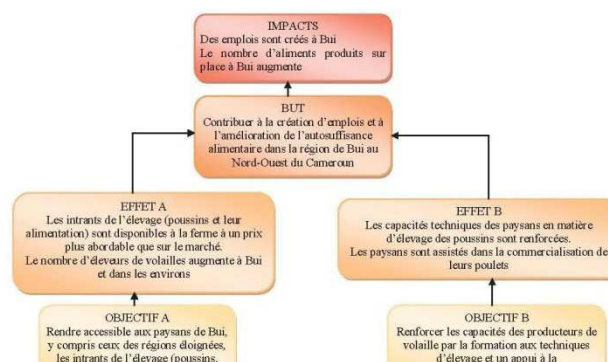 IMPACTS
Des emplois sont créés à Bui
Le nombre d'aliments produits sur
place à Bui augmente
BUT
Contribuer à la création d'emplois et à
l'amélioration de l'autosuffisance
alimentaire dans la région de Bui au
Nord-Ouest du Cameroun
EFFET A
Les intrants de l'élevage (poussins et leur
alimentation) sont disponibles à la ferme à un prix
plus abordable que sur le marché.
Le nombre d'éleveurs de volailles augmente à Bui
et dans les environs
EFFET B
Les capacités techniques des paysans en matière
d'élevage des poussins sont renforcées.
Les paysans sont assistés dans la commercialisation de
leurs poulets
OBJECTIF A
Rendre accessible aux paysans de Bui,
y compris ceux des régions éloignées,
les intrants de l'élevage (poussins,
OBJECTIF B
Renforcer les capacités des producteurs de
volaille par la formation aux techniques
d'élevage et un appui à la